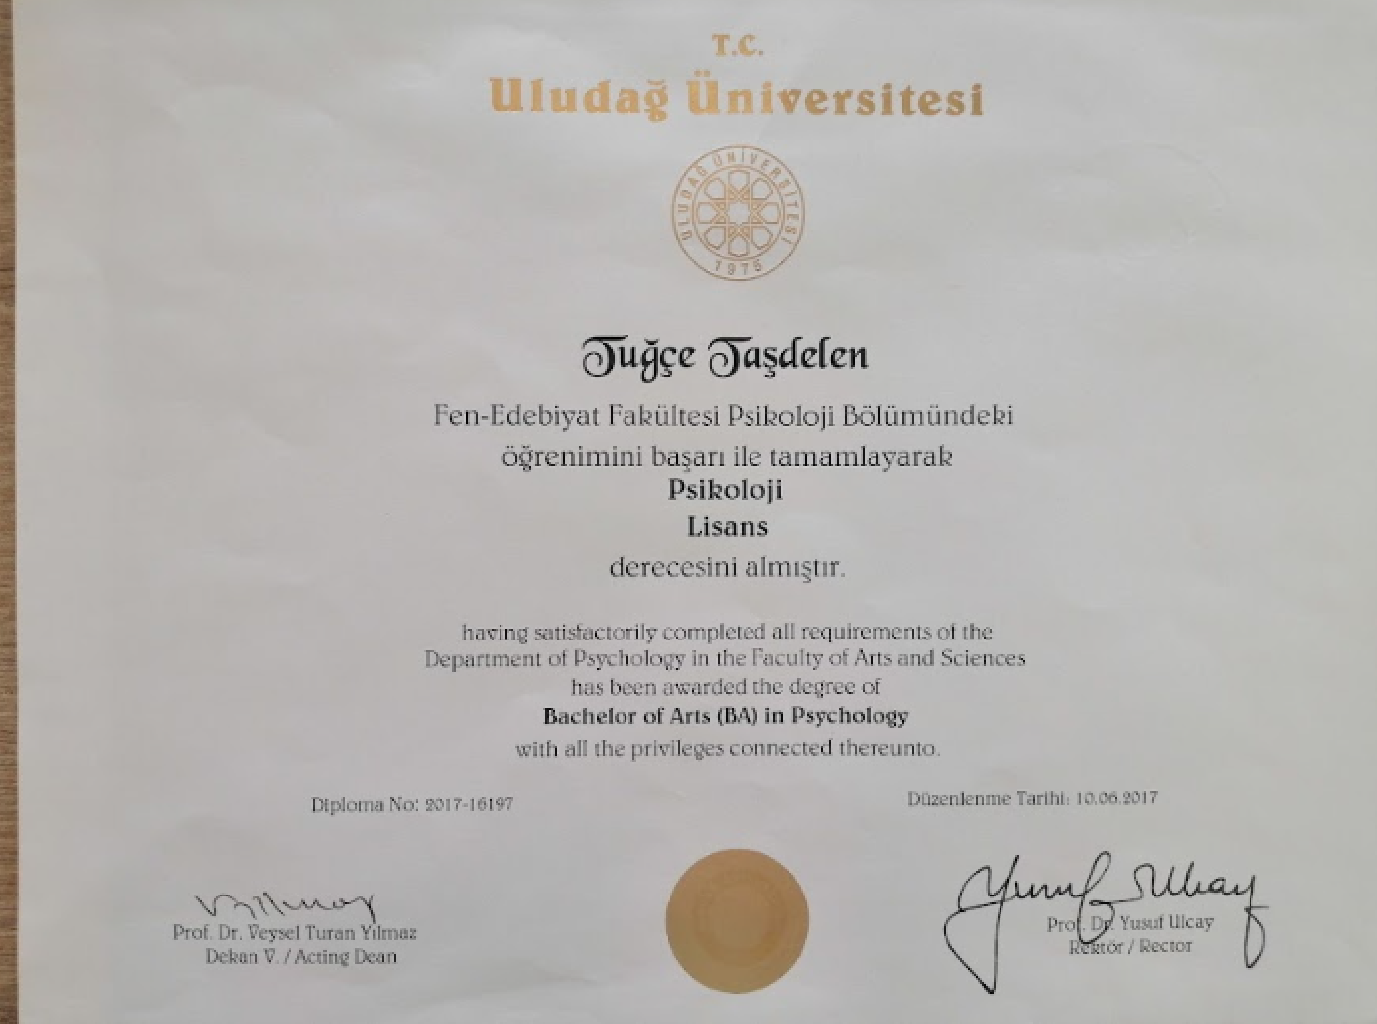 T.C.
Uludağ Üniversitesi
ULUDAĞ ÜNİVERSİTESİ
1975
Tuğçe Taşdelen
Fen-Edebiyat Fakültesi Psikoloji Bölümündeki
öğrenimini başarı ile tamamlayarak
Psikoloji
Lisans
derecesini almıştır.
having satisfactorily completed all requirements of the
Department of Psychology in the Faculty of Arts and Sciences
has been awarded the degree of
Bachelor of Arts (BA) in Psychology
with all the privileges connected thereunto.
Diploma No: 2017-16197
Düzenlenme Tarihi: 10.06.2017
Prof. Dr. Veysel Turan Yılmaz
Dekan V. / Acting Dean
Yusuf Ulcay
Prof. Dr. Yusuf Ulcay
Rektör / Rector